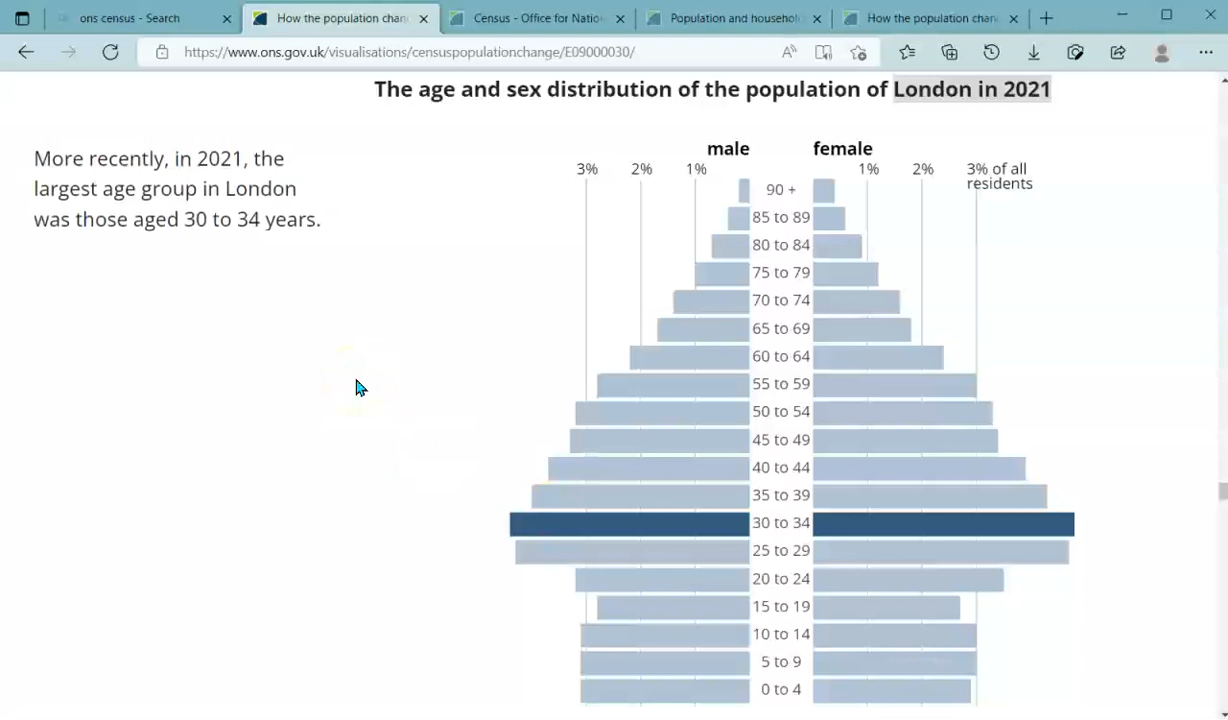 ons census - Search
How the population chan
Census - Office for Natio
Population and househol
How the population chan
https://www.ons.gov.uk/visualisations/censuspopulationchange/E09000030/
The age and sex distribution of the population of London in 2021
More recently, in 2021, the
largest age group in London
was those aged 30 to 34 years.
male female
3% 2% 1% 1% 2% 3% of all
residents
90 +
85 to 89
80 to 84
75 to 79
70 to 74
65 to 69
60 to 64
55 to 59
50 to 54
45 to 49
40 to 44
35 to 39
30 to 34
25 to 29
20 to 24
15 to 19
10 to 14
5 to 9
0 to 4